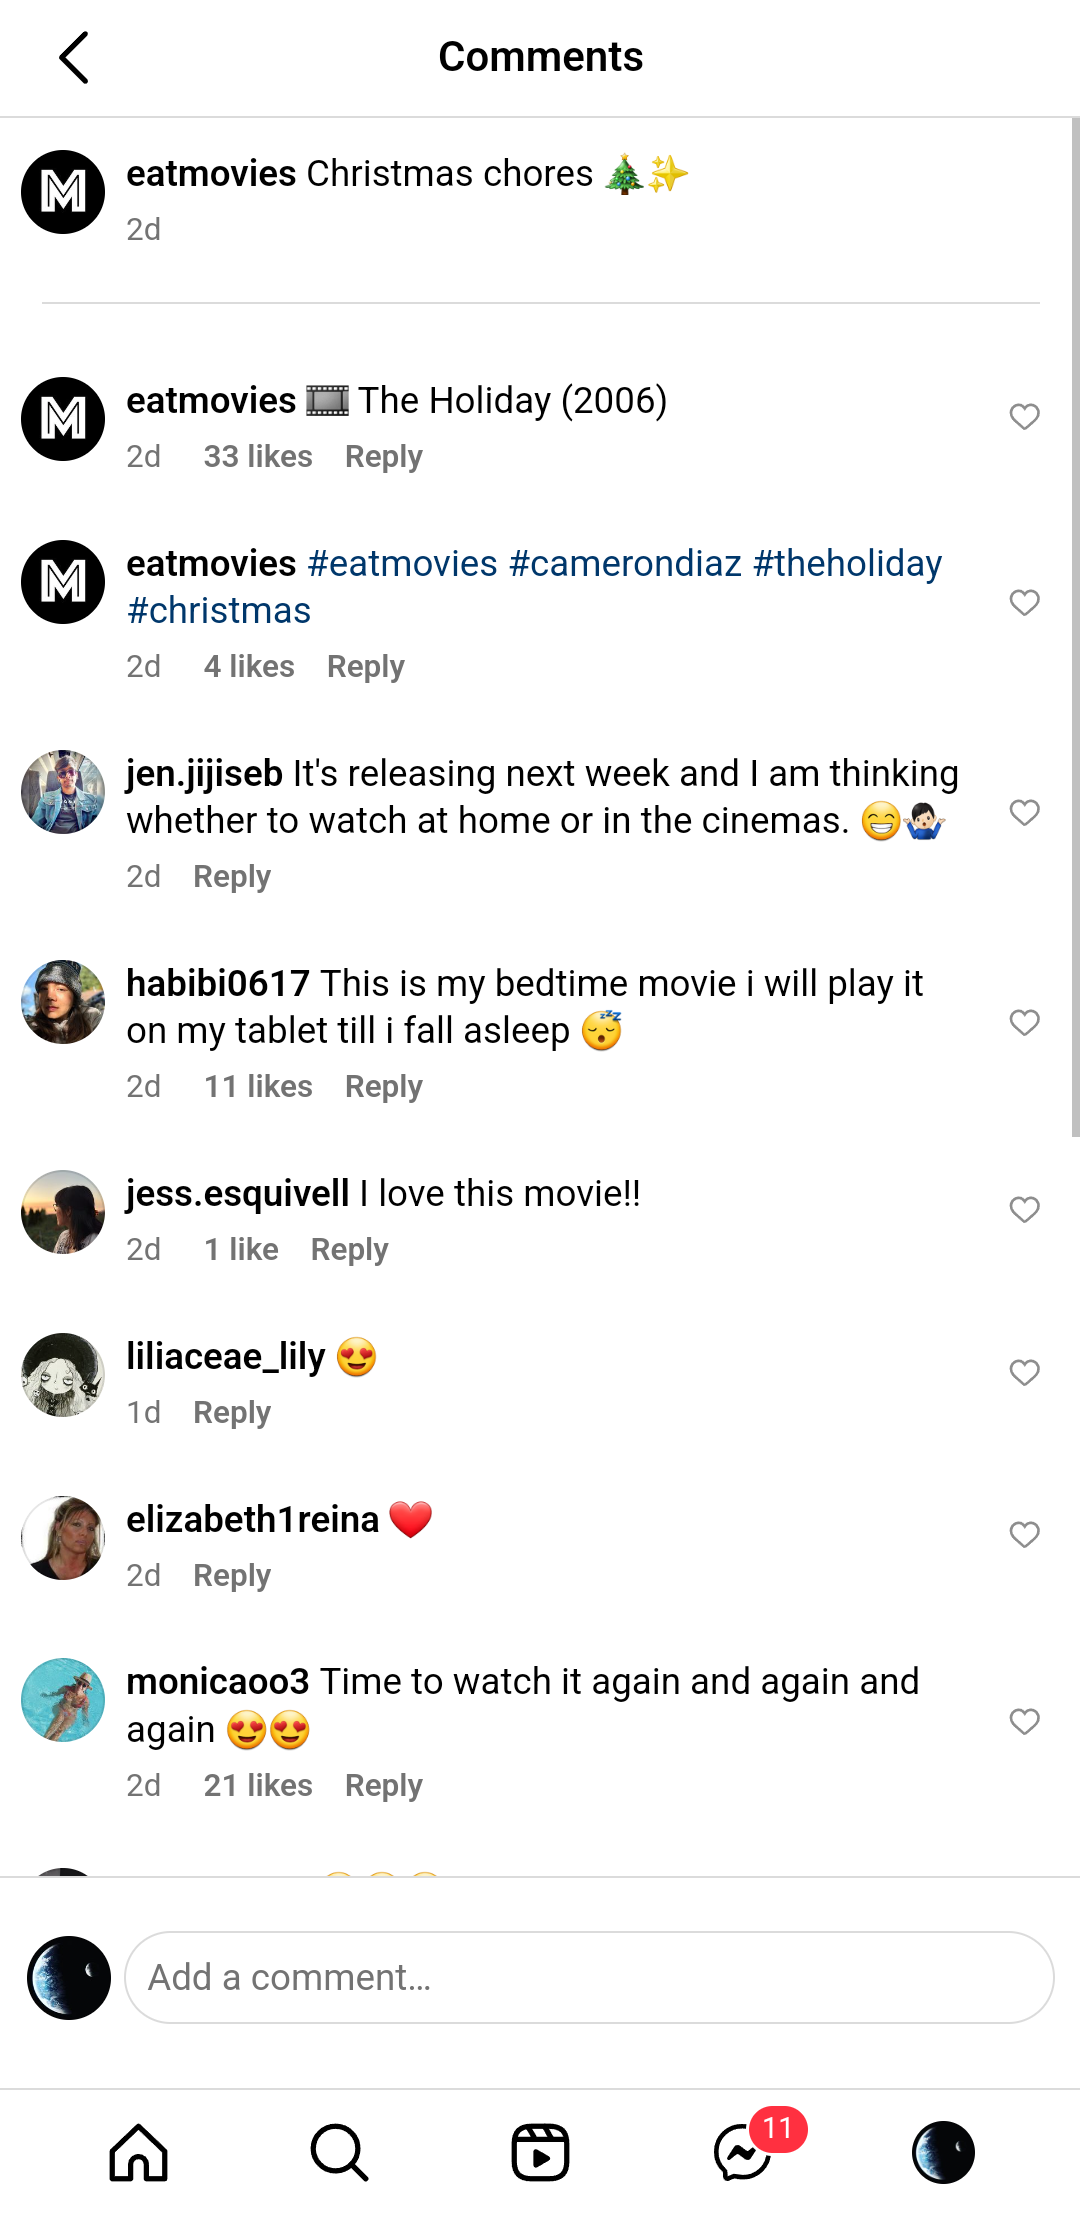 Comments
eatmovies Christmas chores 🎄✨
2d
eatmovies 🎞️ The Holiday (2006)
2d 33 likes Reply
eatmovies #eatmovies #camerondiaz #theholiday
#christmas
2d 4 likes Reply
jen.jijiseb It's releasing next week and I am thinking
whether to watch at home or in the cinemas. 😁🤷🏻‍♂️
2d Reply
habibi0617 This is my bedtime movie i will play it
on my tablet till i fall asleep 😴
2d 11 likes Reply
jess.esquivell I love this movie!!
2d 1 like Reply
liliaceae_lily 😍
1d Reply
elizabeth1reina ❤️
2d Reply
monicaoo3 Time to watch it again and again and
again 😍😍
2d 21 likes Reply
Add a comment...
11